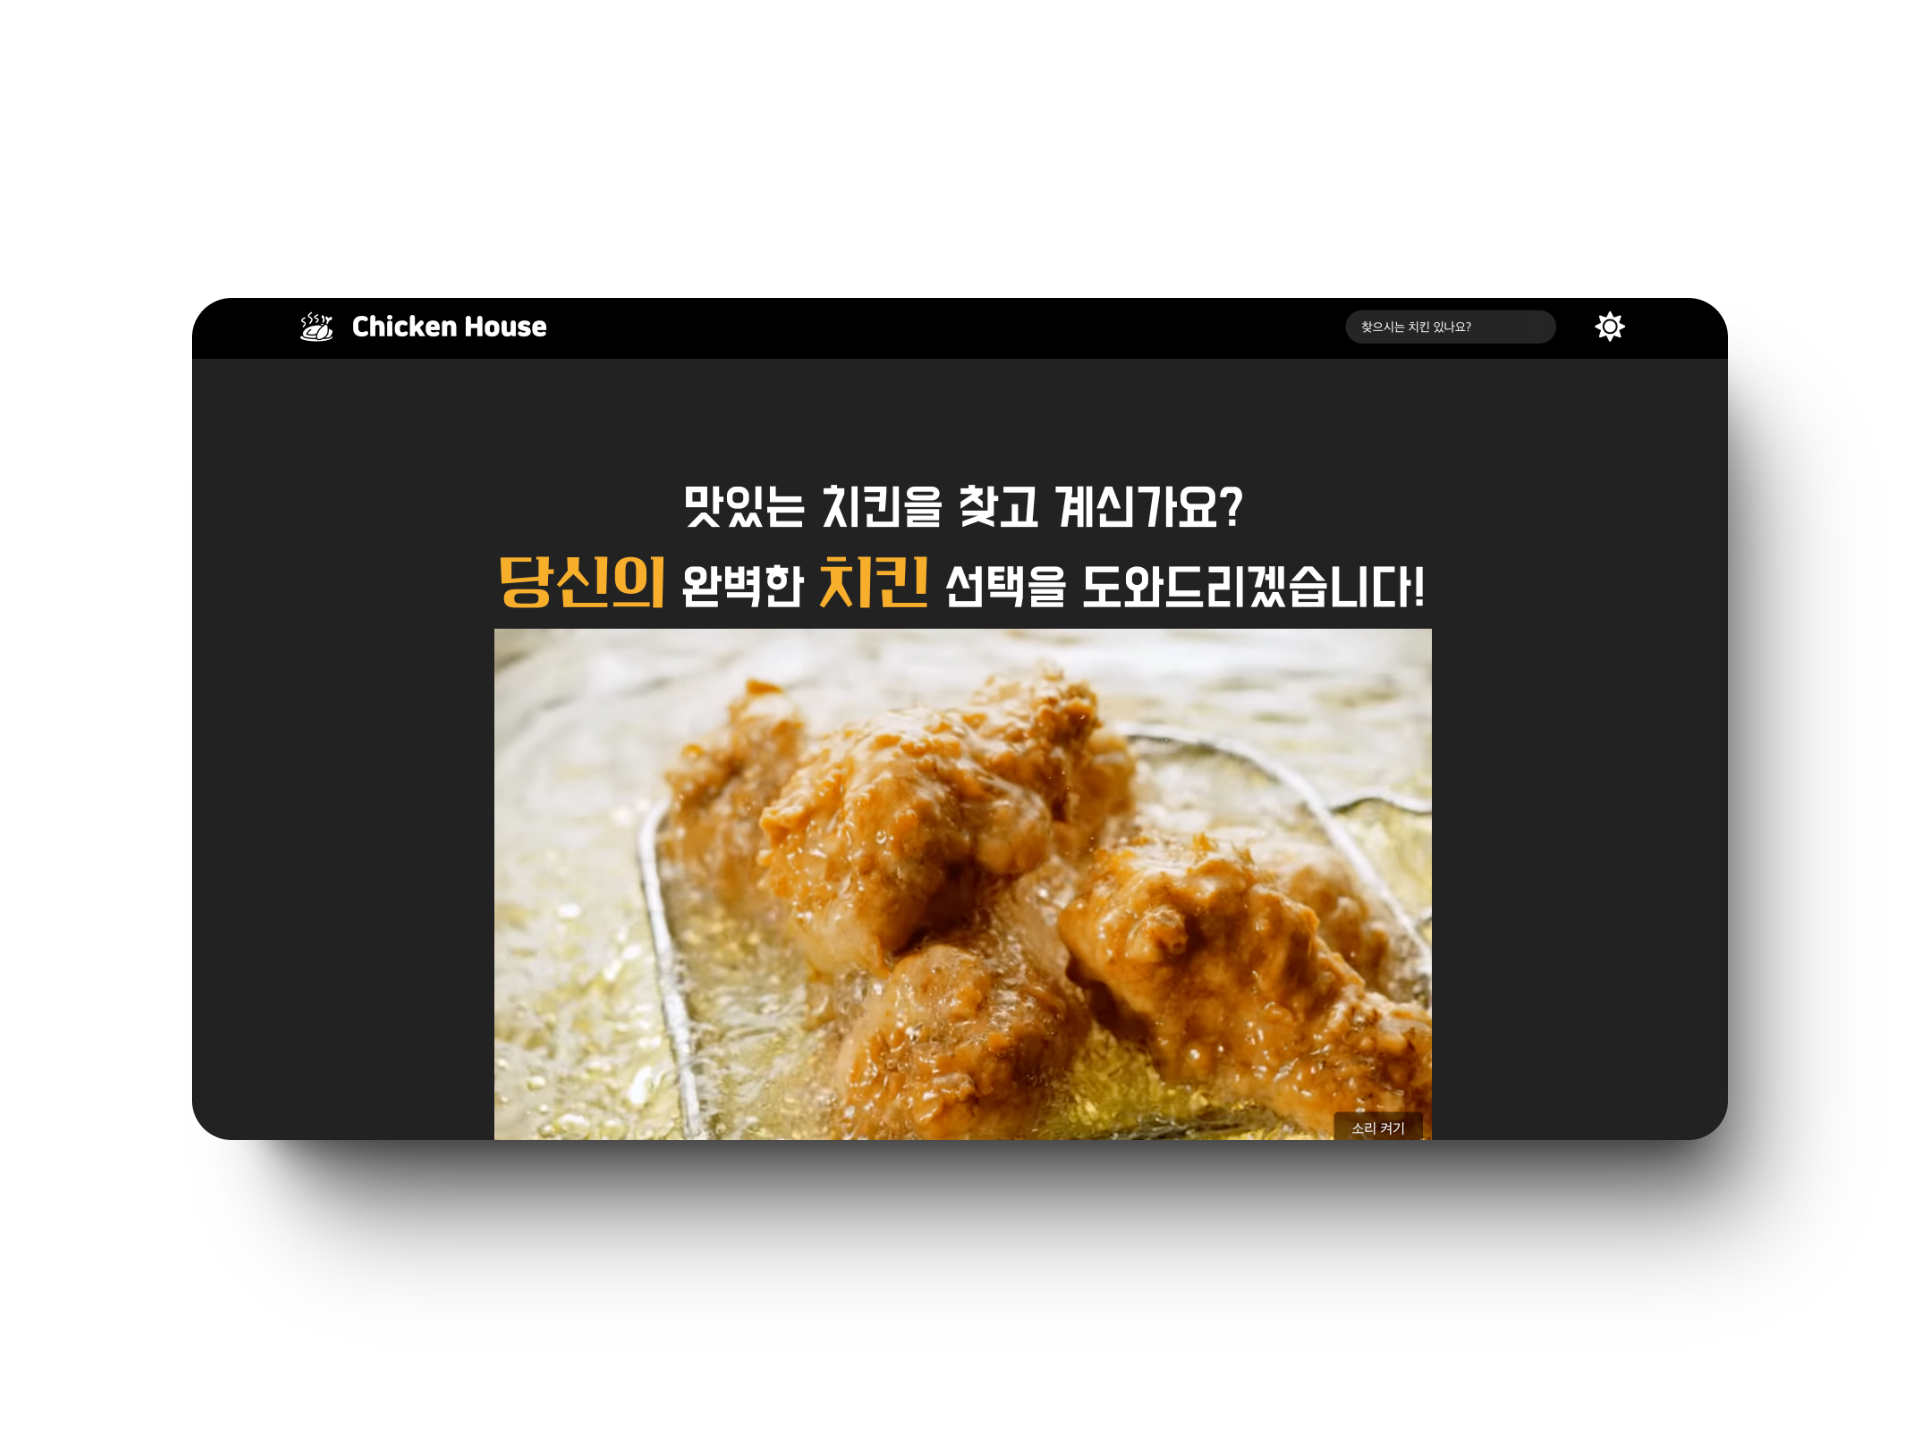 Chicken House
찾으시는 치킨 있나요?
맛있는 치킨을 찾고 계신가요?
당신의 완벽한 치킨 선택을 도와드리겠습니다!
소리 켜기